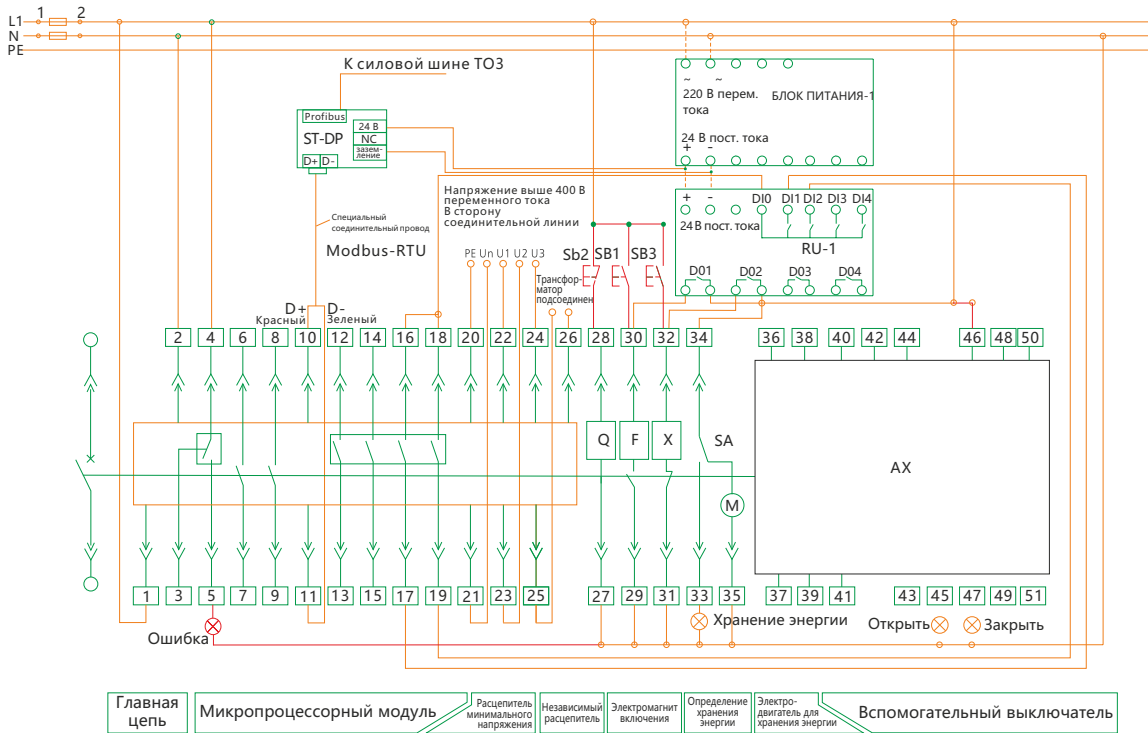 L1
1
2
N
PE
К силовой шине ТО3
Profibus
ST-DP
24 В
NC
зазем-
ление
D+
D-
~
~
220 В перем.
тока
БЛОК ПИТАНИЯ-1
24 В пост. тока
+
-
+
-
DI0
DI1
DI2
DI3
DI4
24 В пост. тока
RU-1
D01
D02
D03
D04
Специальный
соединительный провод
Modbus-RTU
Напряжение выше 400 В
переменного тока
В сторону
соединительной линии
PE
Un
U1
U2
U3
Sb2
SB1
SB3
Трансфор-
матор
подсоединен
D+
Красный
D-
Зеленый
2
4
6
8
10
12
14
16
18
20
22
24
26
28
30
32
34
36
38
40
42
44
46
48
50
Q
F
X
SA
M
AX
1
3
5
7
9
11
13
15
17
19
21
23
25
27
29
31
33
35
37
39
41
43
45
47
49
51
Ошибка
Хранение энергии
Открыть
Закрыть
Главная
цепь
Микропроцессорный модуль
Расцепитель
минимального
напряжения
Независимый
расцепитель
Электромагнит
включения
Определение
хранения
энергии
Электро-
двигатель для
хранения энергии
Вспомогательный выключатель